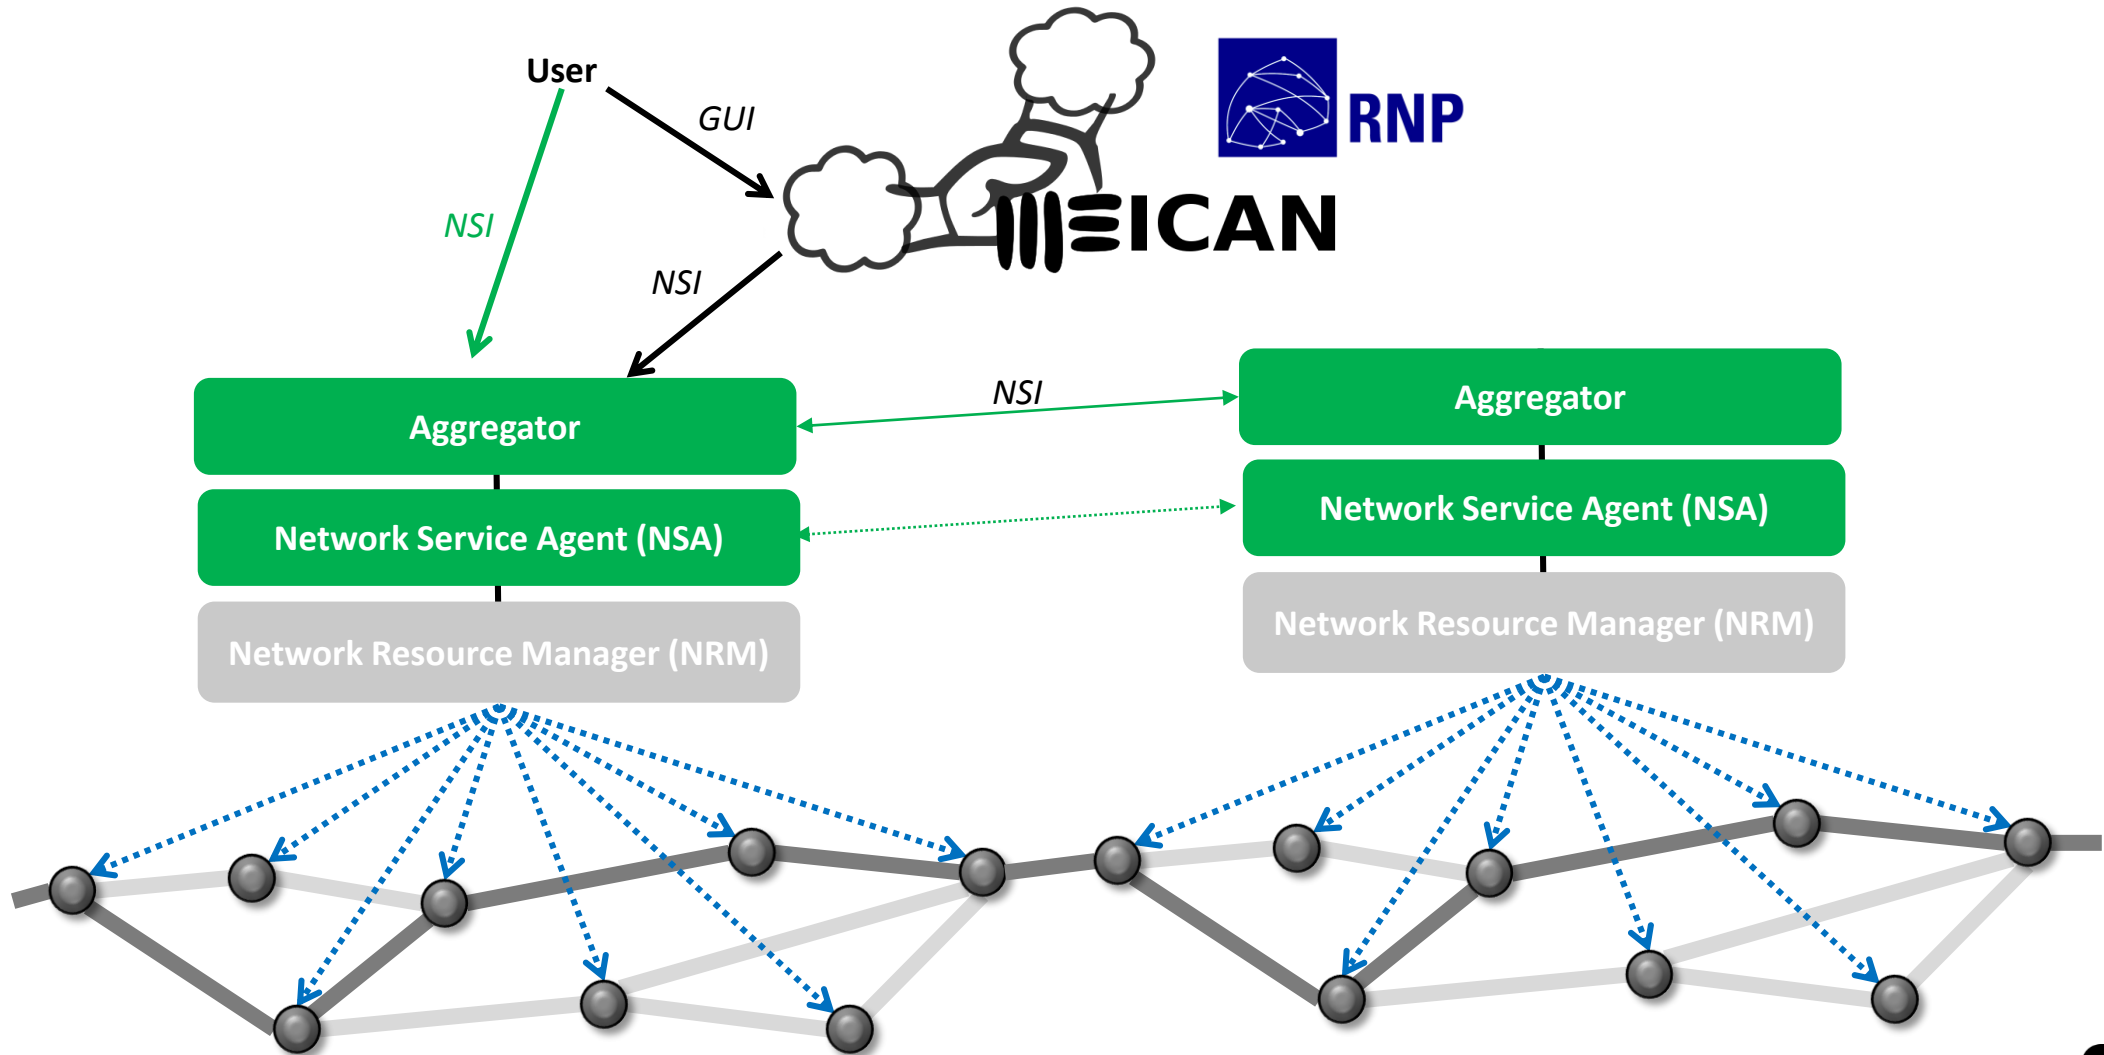 User
GUI
RNP
NSI
MEICAN
NSI
NSI
Aggregator
Aggregator
Network Service Agent (NSA)
Network Service Agent (NSA)
Network Resource Manager (NRM)
Network Resource Manager (NRM)